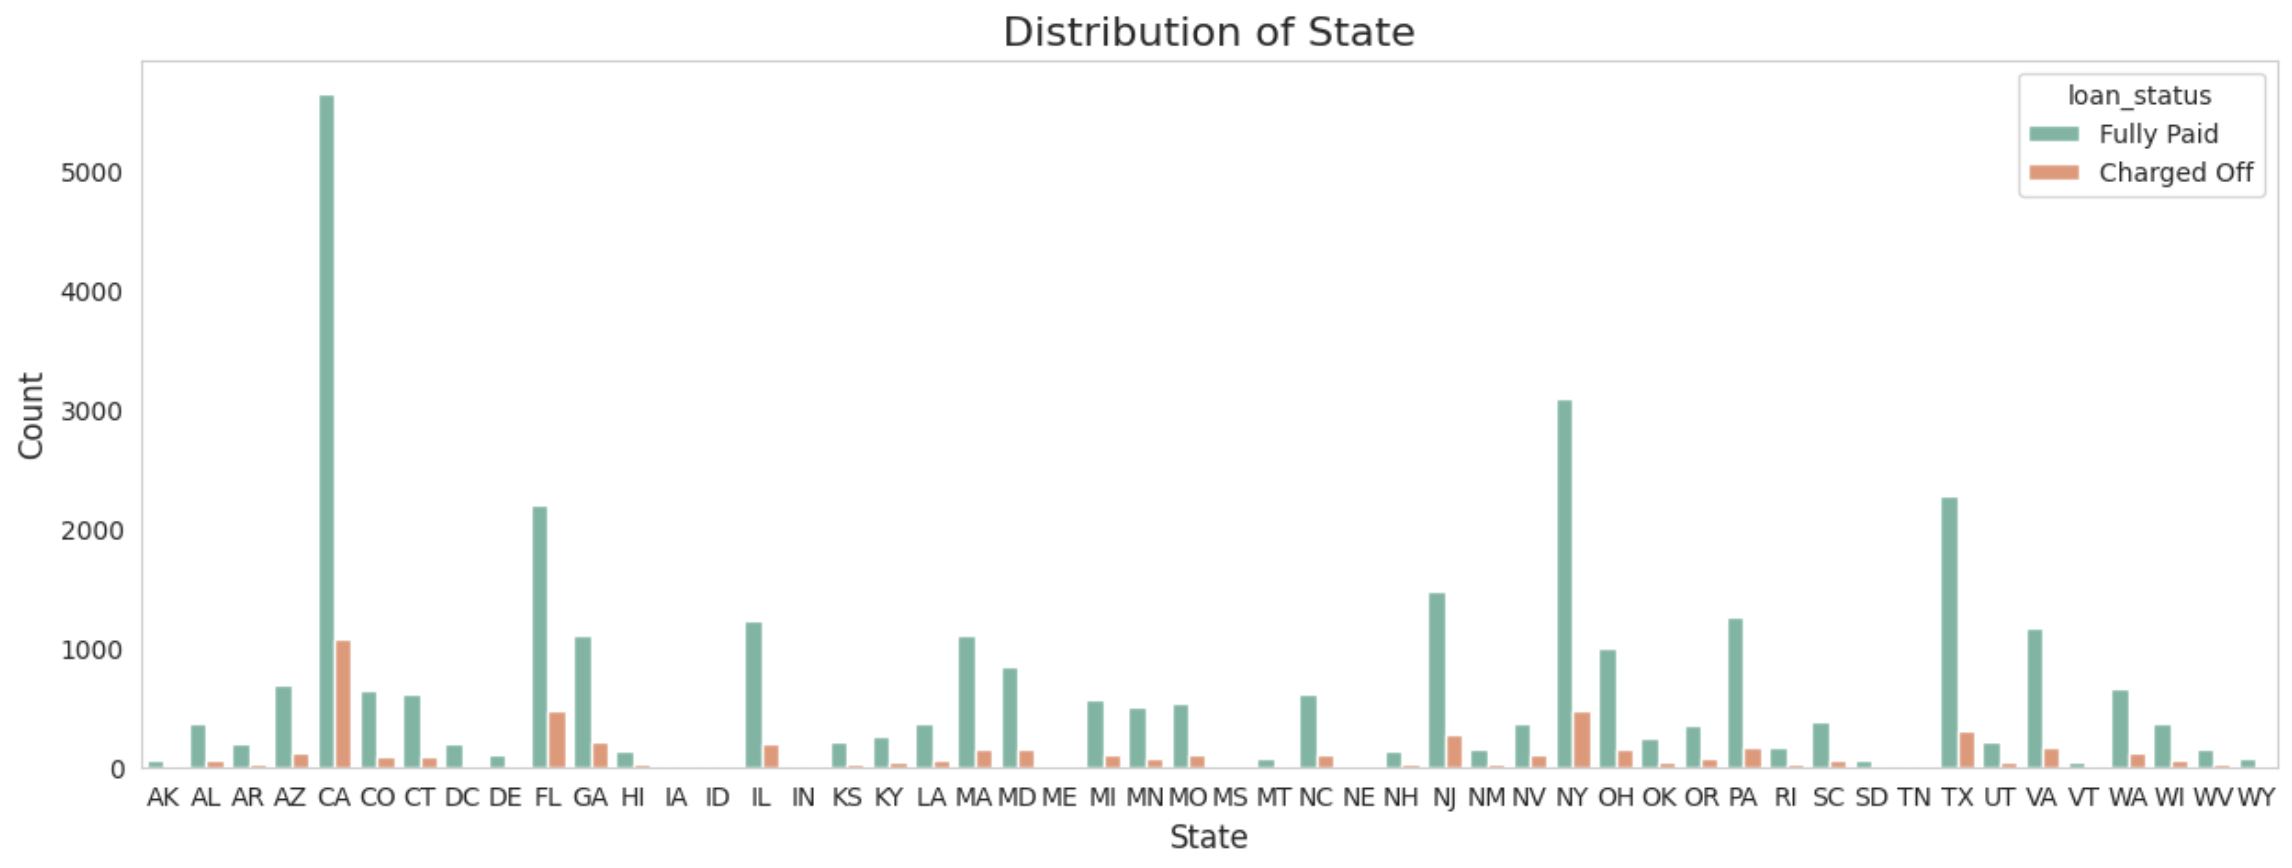 Distribution of State
loan_status
Fully Paid
Charged Off
5000
4000
3000
2000
1000
0
Count
AK AL AR AZ CA CO CT DC DE FL GA HI IA ID IL IN KS KY LA MA MD ME MI MN MO MS MT NC NE NH NJ NM NV NY OH OK OR PA RI SC SD TN TX UT VA VT WA WI WV WY
State